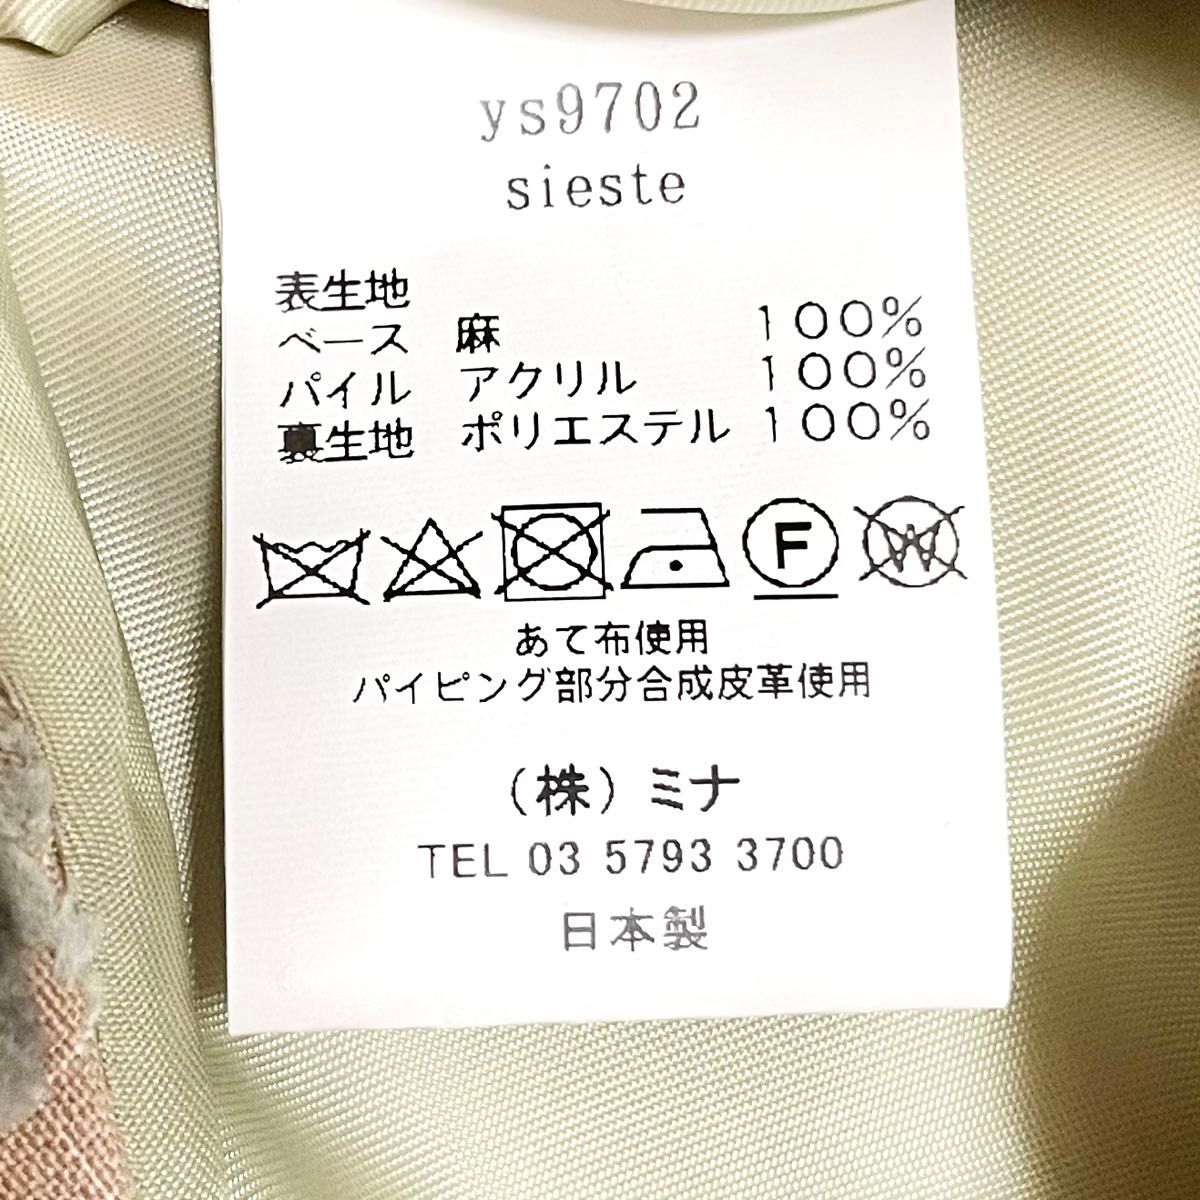 ys9702
sieste
表生地
ベース 麻 100%
パイル アクリル 100%
裏生地 ポリエステル 100%
F W
あて布使用
パイピング部分合成皮革使用
(株)ミナ
TEL 03 5793 3700
日本製